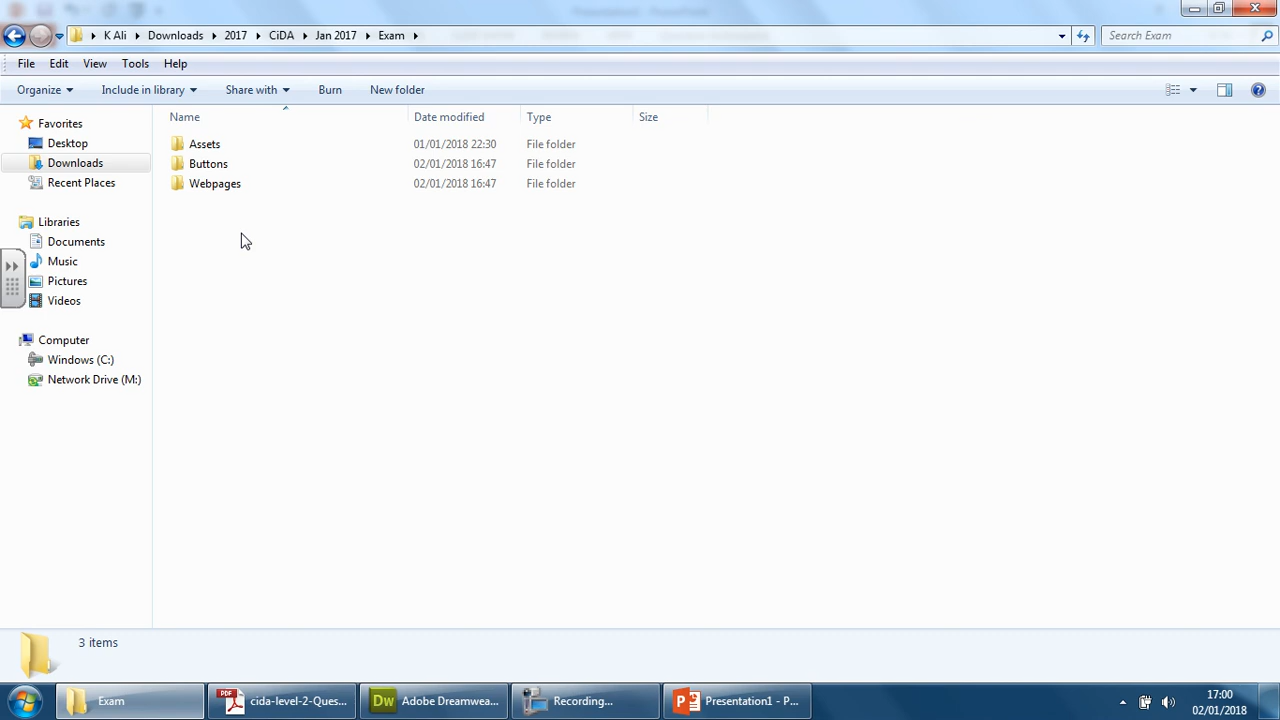 K Ali Downloads 2017 CiDA Jan 2017 Exam Search Exam
File Edit View Tools Help
Organize Include in library Share with Burn New folder
Name Date modified Type Size
Favorites
Desktop
Downloads
Recent Places
Libraries
Documents
Music
Pictures
Videos
Computer
Windows (C:)
Network Drive (M:)
Assets 01/01/2018 22:30 File folder
Buttons 02/01/2018 16:47 File folder
Webpages 02/01/2018 16:47 File folder
3 items
Exam PDF cida-level-2-Ques... Dw Adobe Dreamwea... Recording... Presentation1 - P...
17:00
02/01/2018